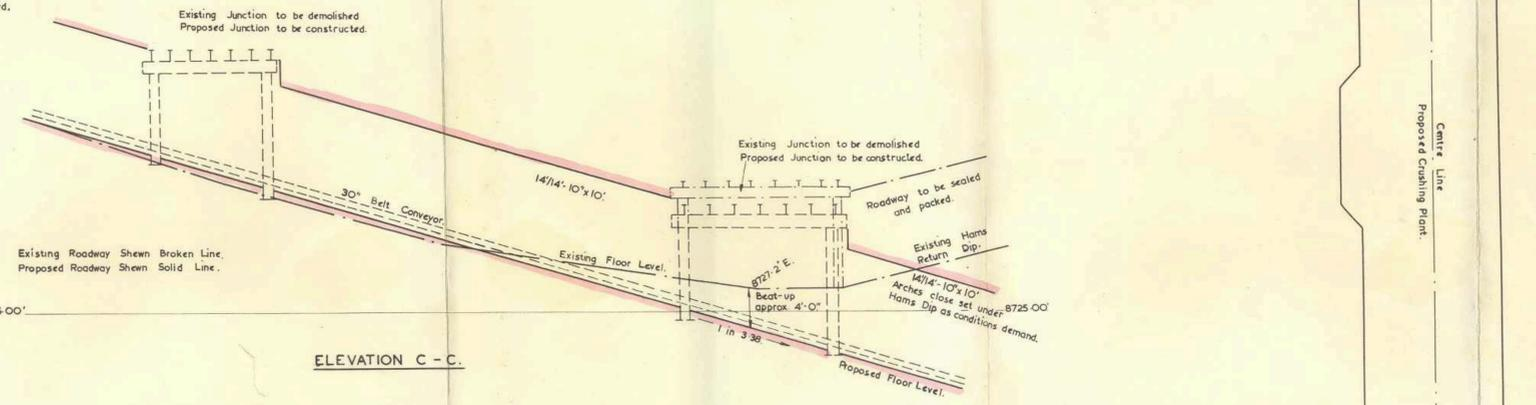 Existing Junction to be demolished
Proposed Junction to be constructed.
14'/14'-10"x10'.
30" Belt Conveyor.
Existing Roadway Shewn Broken Line.
Proposed Roadway Shewn Solid Line.
Existing Floor Level.
Existing Junction to be demolished
Proposed Junction to be constructed.
Roadway to be sealed
and packed.
Existing Hams
Return Dip.
8727·2' E.
Beat-up
approx. 4'-0"
14'/14'-10"x10'
Arches close set under
Hams Dip as conditions demand.
8725·00'
1 in 3·38.
Proposed Floor Level.
ELEVATION C-C.
Centre Line
Proposed Crushing Plant.